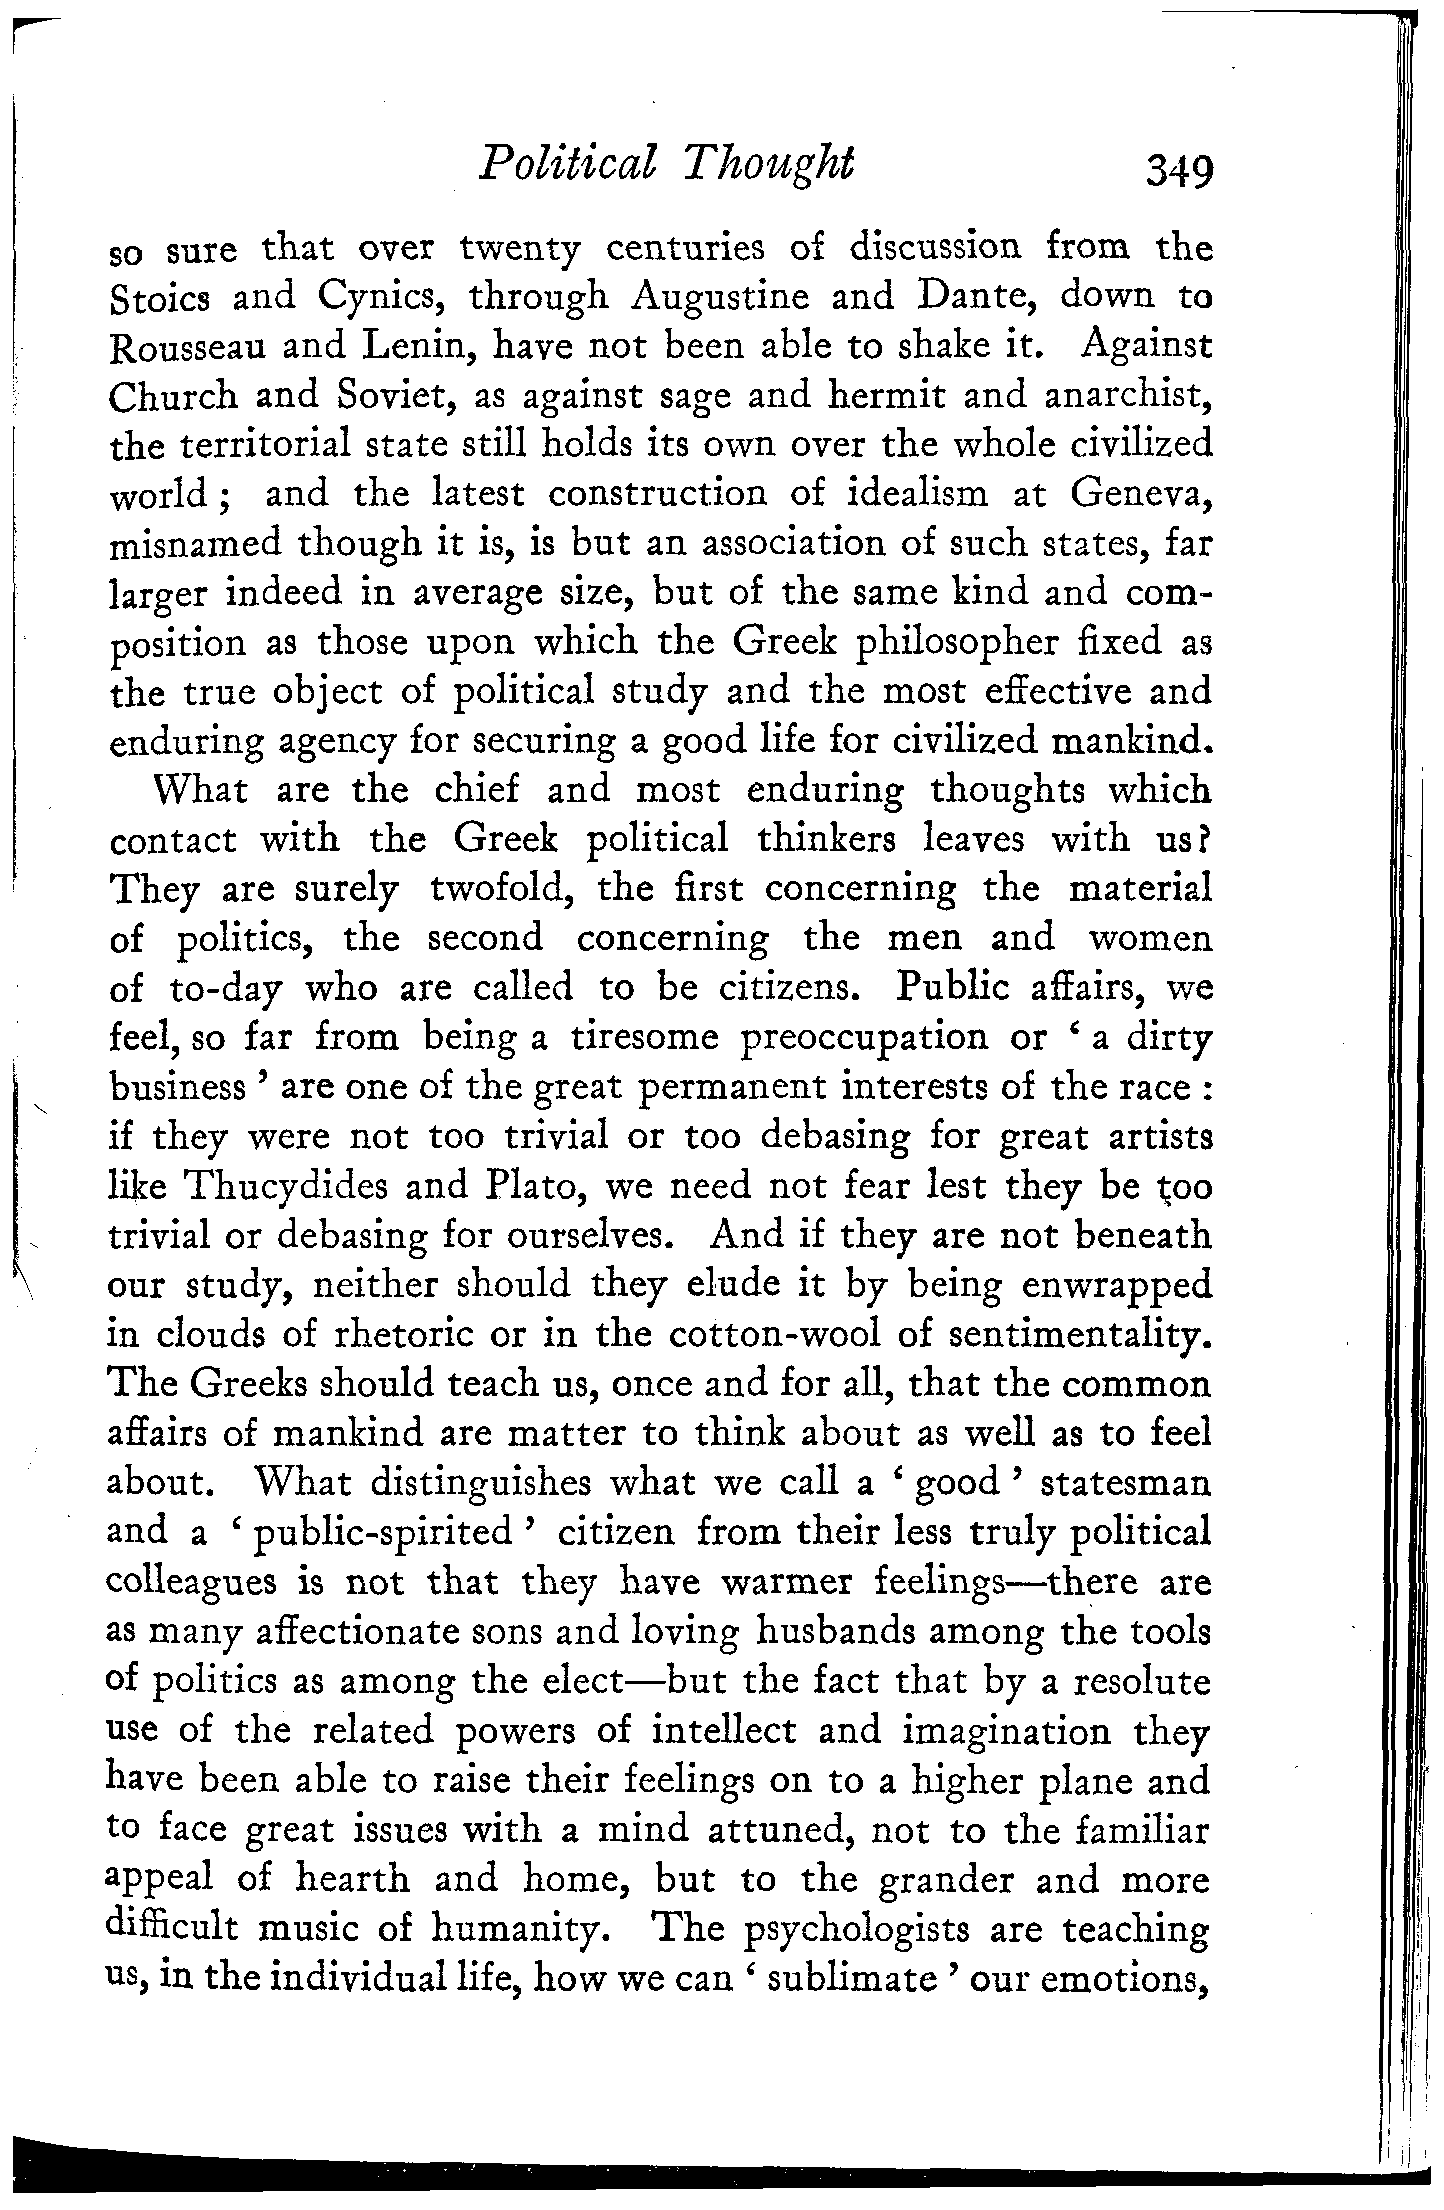 Political Thought 349
so sure that over twenty centuries of discussion from the
Stoics and Cynics, through Augustine and Dante, down to
Rousseau and Lenin, have not been able to shake it. Against
Church and Soviet, as against sage and hermit and anarchist,
the territorial state still holds its own over the whole civilized
world ; and the latest construction of idealism at Geneva,
misnamed though it is, is but an association of such states, far
larger indeed in average size, but of the same kind and com-
position as those upon which the Greek philosopher fixed as
the true object of political study and the most effective and
enduring agency for securing a good life for civilized mankind.
What are the chief and most enduring thoughts which
contact with the Greek political thinkers leaves with us?
They are surely twofold, the first concerning the material
of politics, the second concerning the men and women
of to-day who are called to be citizens. Public affairs, we
feel, so far from being a tiresome preoccupation or ‘ a dirty
business ’ are one of the great permanent interests of the race :
if they were not too trivial or too debasing for great artists
like Thucydides and Plato, we need not fear lest they be too
trivial or debasing for ourselves. And if they are not beneath
our study, neither should they elude it by being enwrapped
in clouds of rhetoric or in the cotton-wool of sentimentality.
The Greeks should teach us, once and for all, that the common
affairs of mankind are matter to think about as well as to feel
about. What distinguishes what we call a ‘ good ’ statesman
and a ‘ public-spirited ’ citizen from their less truly political
colleagues is not that they have warmer feelings—there are
as many affectionate sons and loving husbands among the tools
of politics as among the elect—but the fact that by a resolute
use of the related powers of intellect and imagination they
have been able to raise their feelings on to a higher plane and
to face great issues with a mind attuned, not to the familiar
appeal of hearth and home, but to the grander and more
difficult music of humanity. The psychologists are teaching
us, in the individual life, how we can ‘ sublimate ’ our emotions,